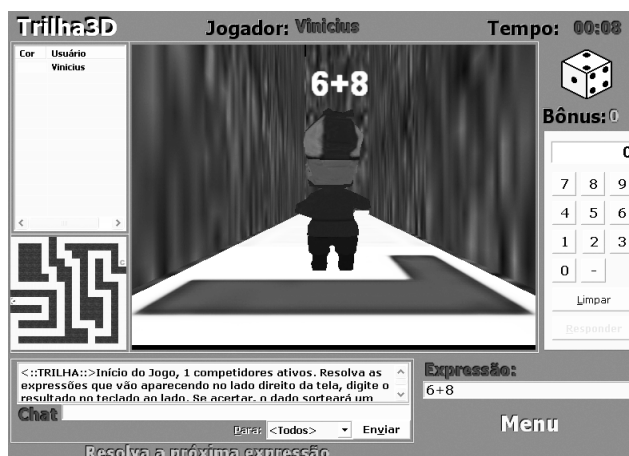 Trilha3D
Jogador: Vinicius
Tempo: 00:08
Cor Usuário
Vinicius
6+8
Bônus: 0
0
7 8 9
4 5 6
1 2 3
0 -
Limpar
Responder
<::TRILHA::>Início do Jogo, 1 competidores ativos. Resolva as
expressões que vão aparecendo no lado direito da tela, digite o
resultado no teclado ao lado. Se acertar, o dado sorteará um
Chat
Para: <Todos> Enviar
Expressão:
6+8
Menu
Resolva a próxima expressão